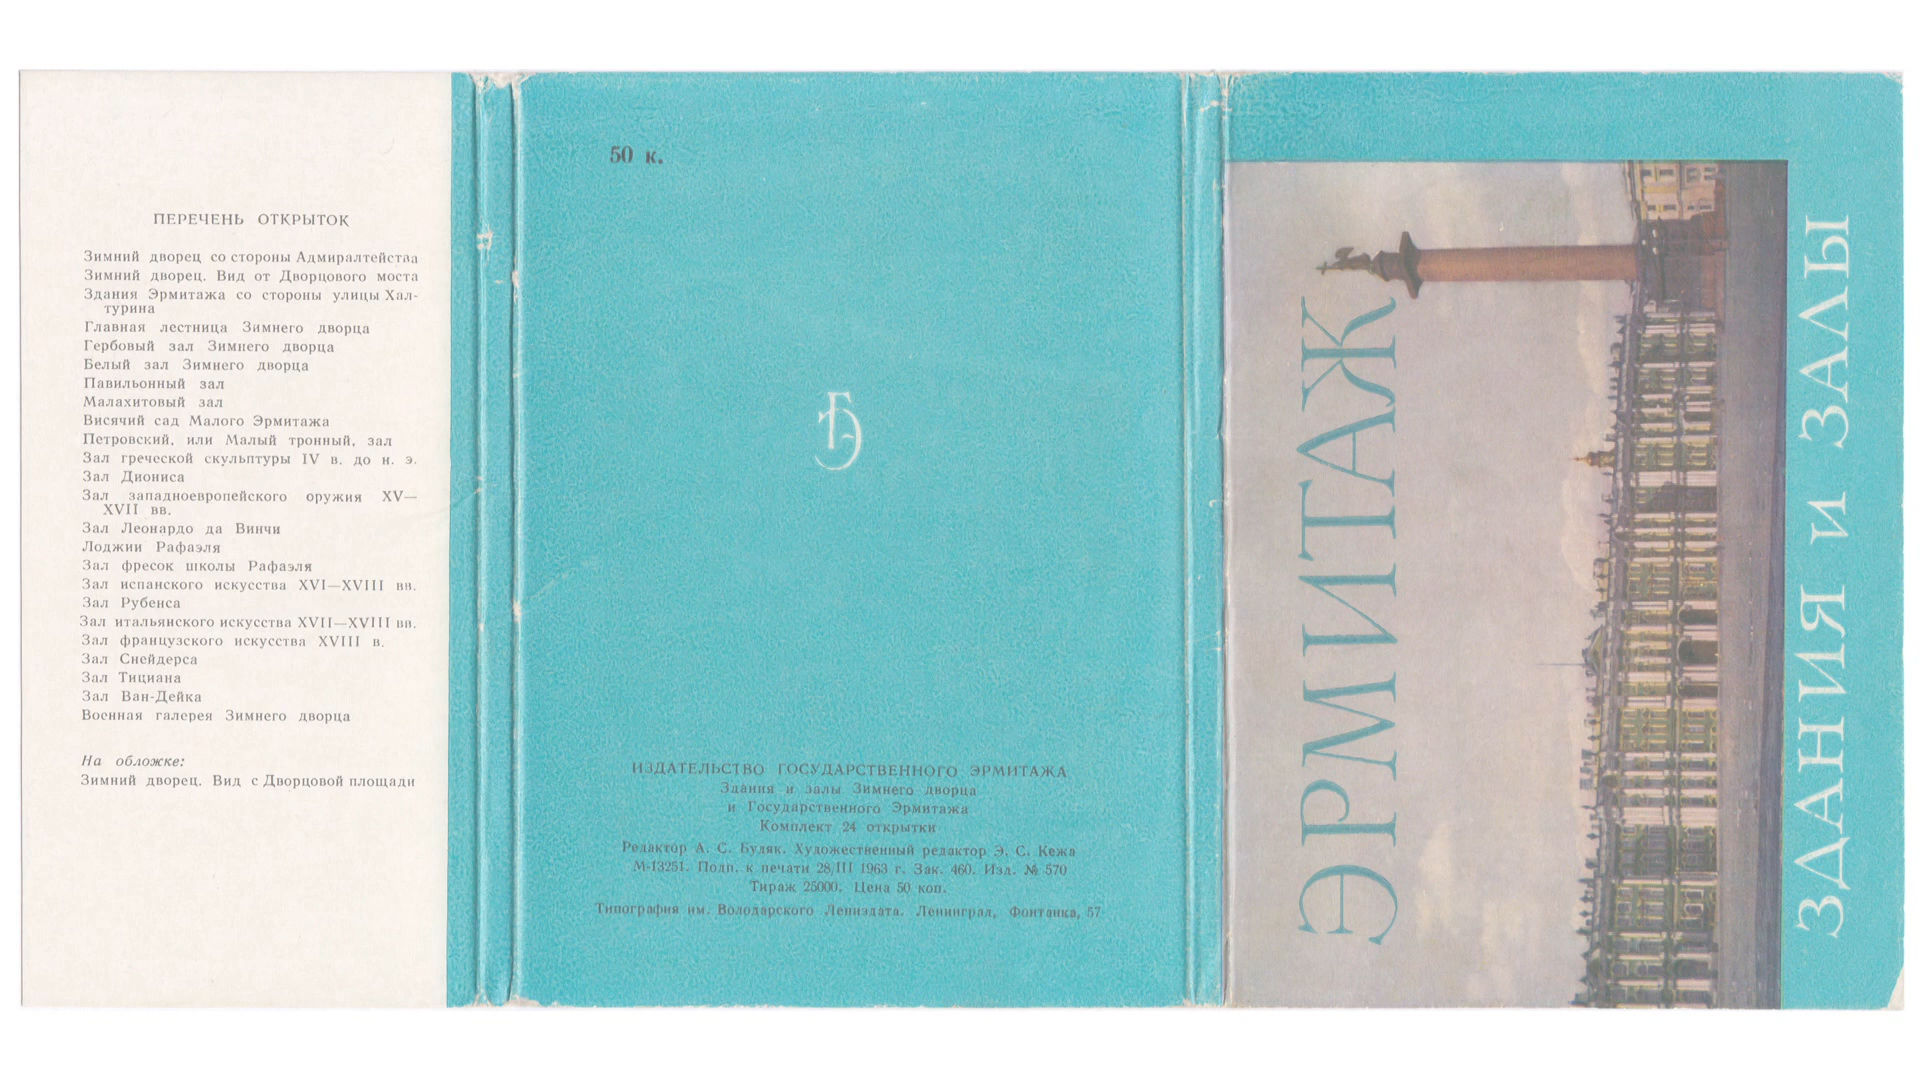 ПЕРЕЧЕНЬ ОТКРЫТОК
Зимний дворец со стороны Адмиралтейства
Зимний дворец. Вид от Дворцового моста
Здания Эрмитажа со стороны улицы Хал-
турина
Главная лестница Зимнего дворца
Гербовый зал Зимнего дворца
Белый зал Зимнего дворца
Павильонный зал
Малахитовый зал
Висячий сад Малого Эрмитажа
Петровский, или Малый тронный, зал
Зал греческой скульптуры IV в. до н. э.
Зал Диониса
Зал западноевропейского оружия XV—
XVII вв.
Зал Леонардо да Винчи
Лоджии Рафаэля
Зал фресок школы Рафаэля
Зал испанского искусства XVI—XVIII вв.
Зал Рубенса
Зал итальянского искусства XVII—XVIII вв.
Зал французского искусства XVIII в.
Зал Снейдерса
Зал Тициана
Зал Ван-Дейка
Военная галерея Зимнего дворца
На обложке:
Зимний дворец. Вид с Дворцовой площади
50 к.
ГЭ
ИЗДАТЕЛЬСТВО ГОСУДАРСТВЕННОГО ЭРМИТАЖА
Здания и залы Зимнего дворца
и Государственного Эрмитажа
Комплект 24 открытки
Редактор А. С. Буляк. Художественный редактор Э. С. Кежа
М-13251. Подп. к печати 28/III 1963 г. Зак. 460. Изд. № 570
Тираж 25000. Цена 50 коп.
Типография им. Володарского Лениздата. Ленинград, Фонтанка, 57
ЭРМИТАЖ
ЗДАНИЯ И ЗАЛЫ